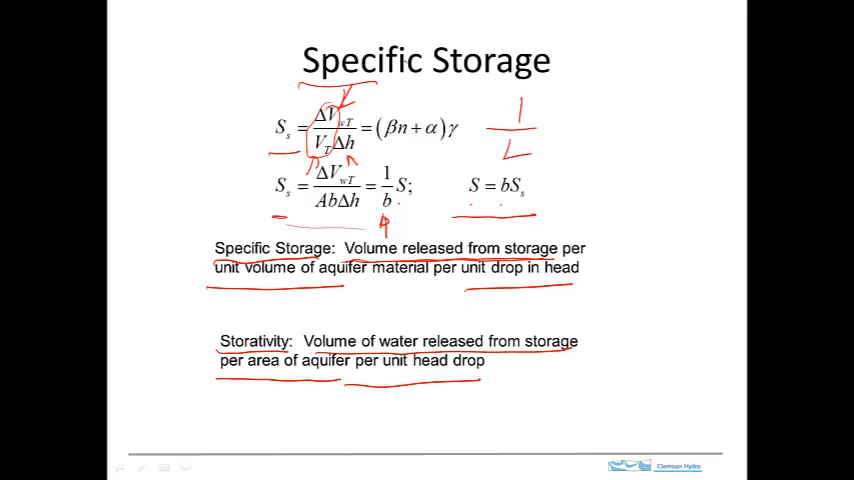 Specific Storage
S_s = ΔV_wT / V_T Δh = (βn + α)γ
1 / L
S_s = ΔV_wT / AbΔh = 1/b S; S = bS_s
Specific Storage: Volume released from storage per
unit volume of aquifer material per unit drop in head
Storativity: Volume of water released from storage
per area of aquifer per unit head drop
Clemson Hydro